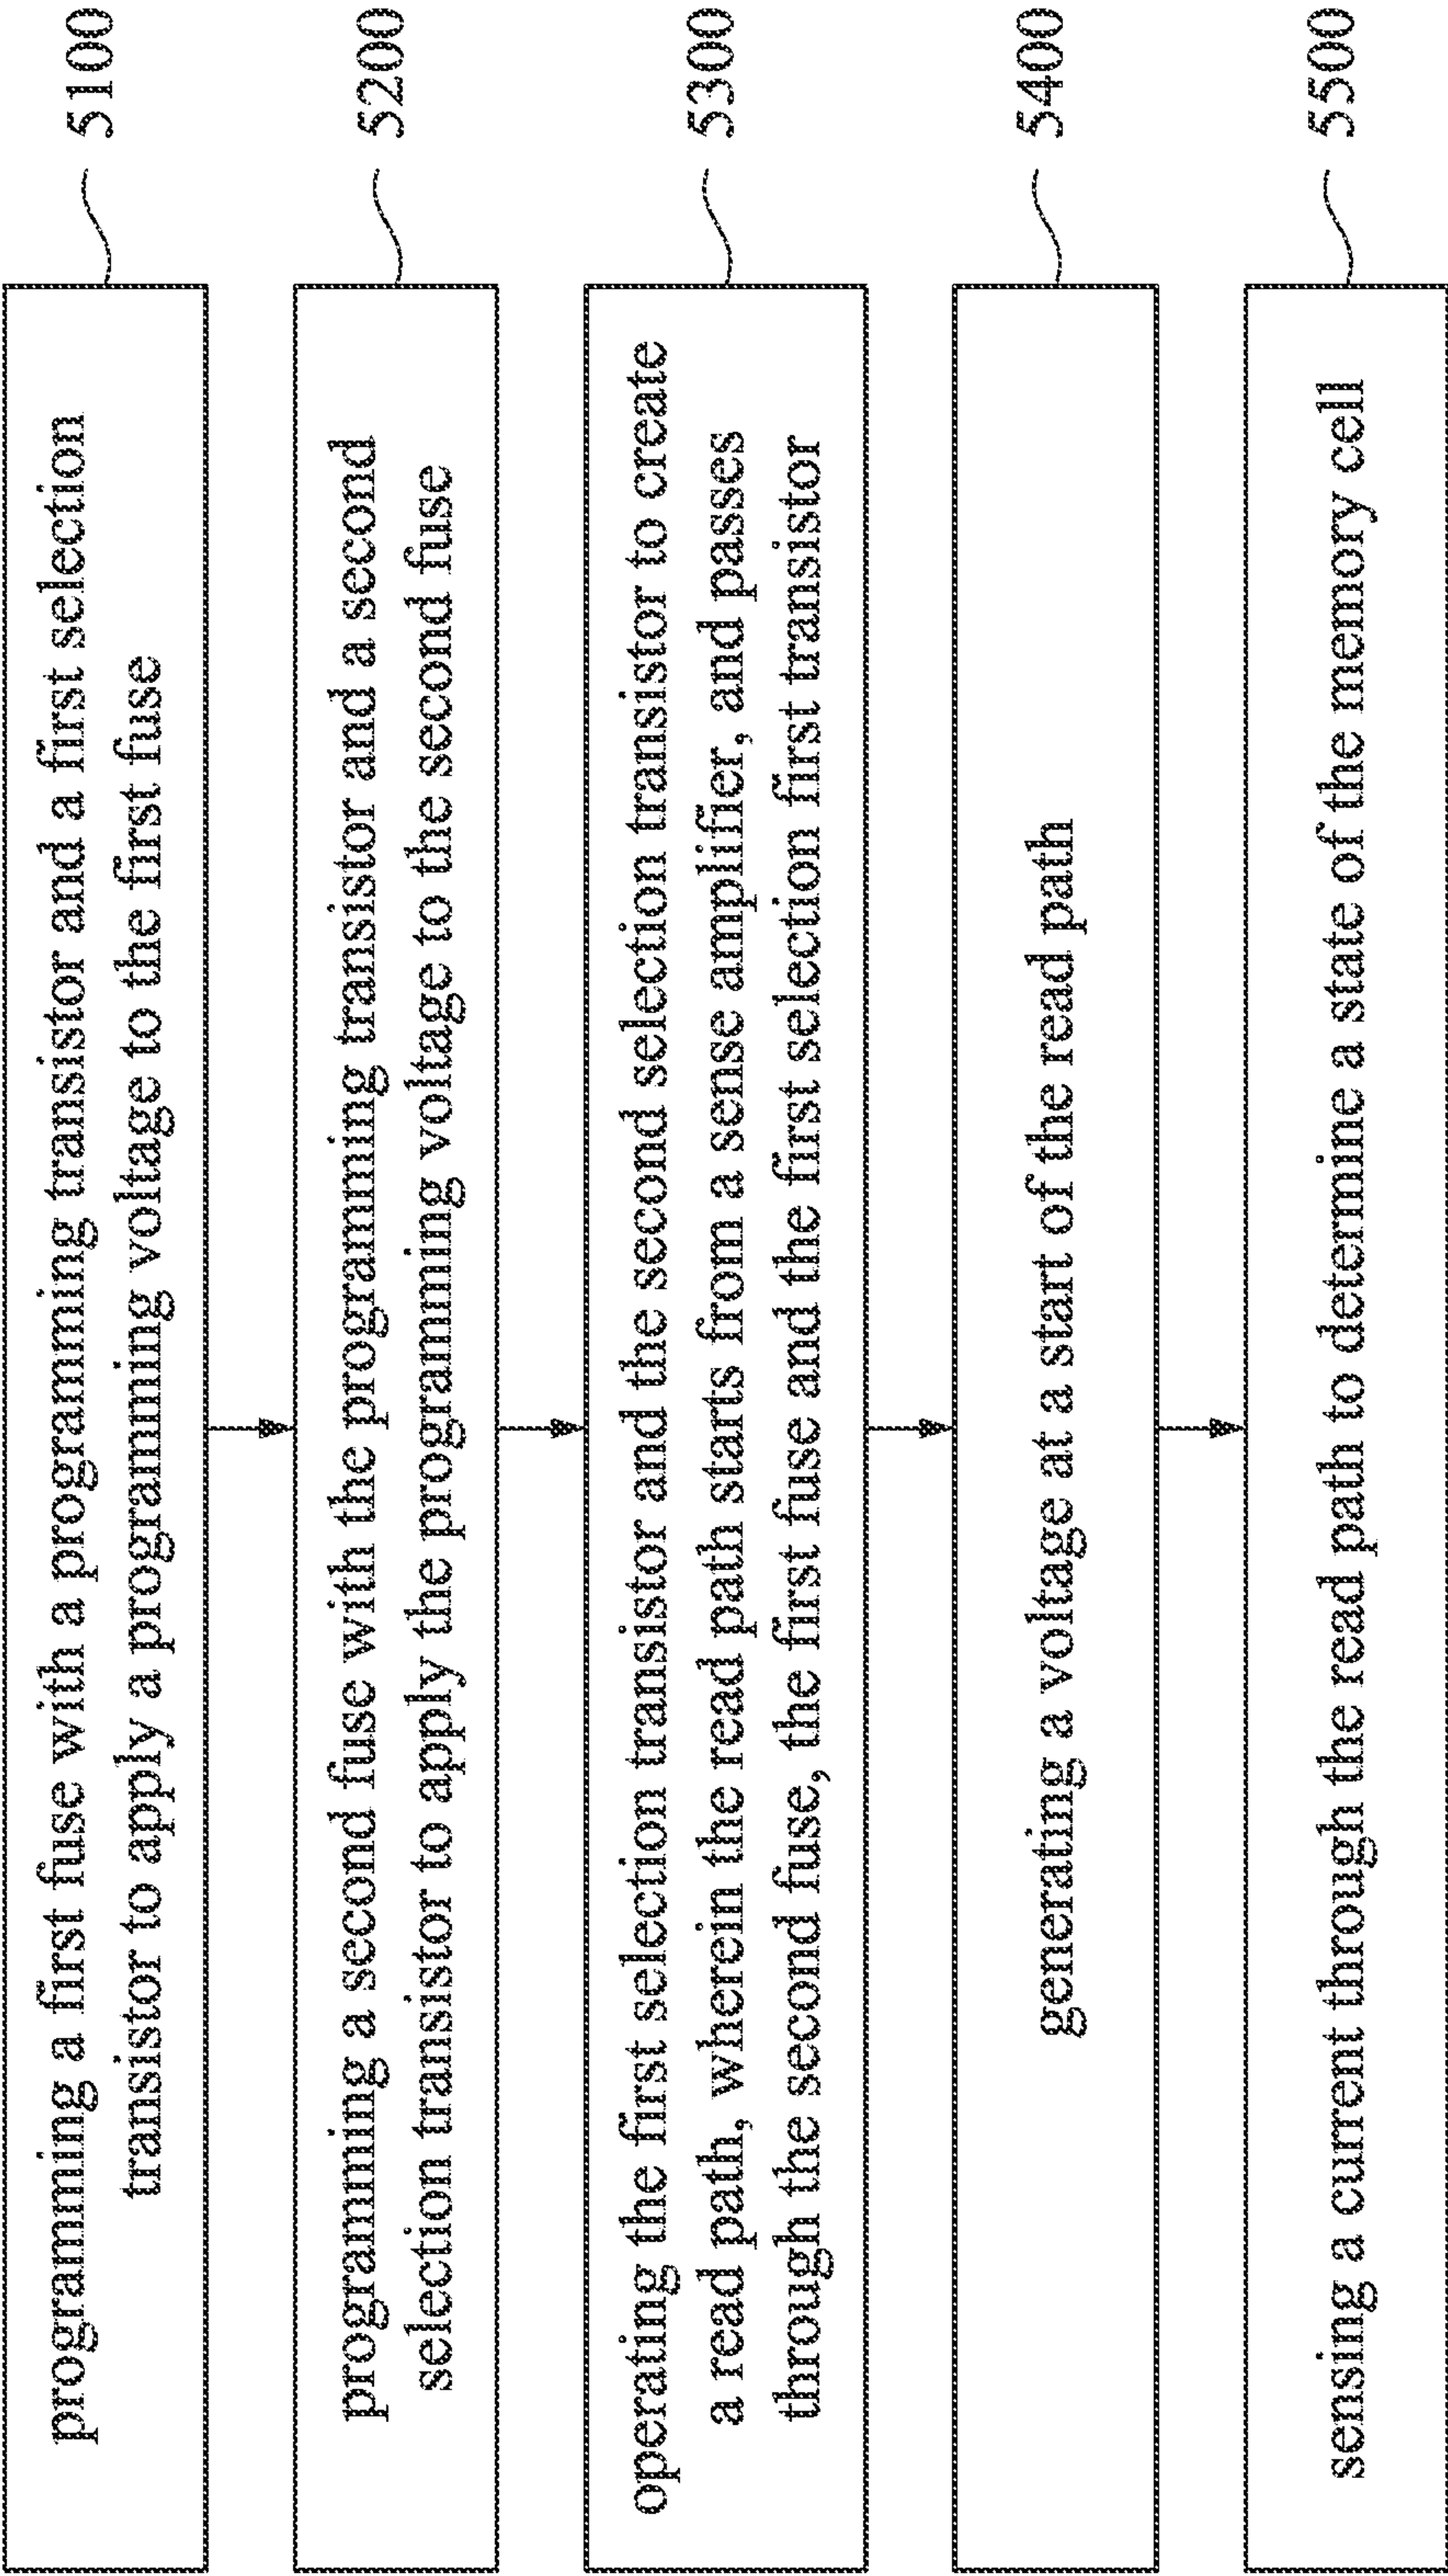 programming a first fuse with a programming transistor and a first selection
transistor to apply a programming voltage to the first fuse
5100
programming a second fuse with the programming transistor and a second
selection transistor to apply the programming voltage to the second fuse
5200
operating the first selection transistor and the second selection transistor to create
a read path, wherein the read path starts from a sense amplifier, and passes
through the second fuse, the first fuse and the first selection first transistor
5300
generating a voltage at a start of the read path
5400
sensing a current through the read path to determine a state of the memory cell
5500